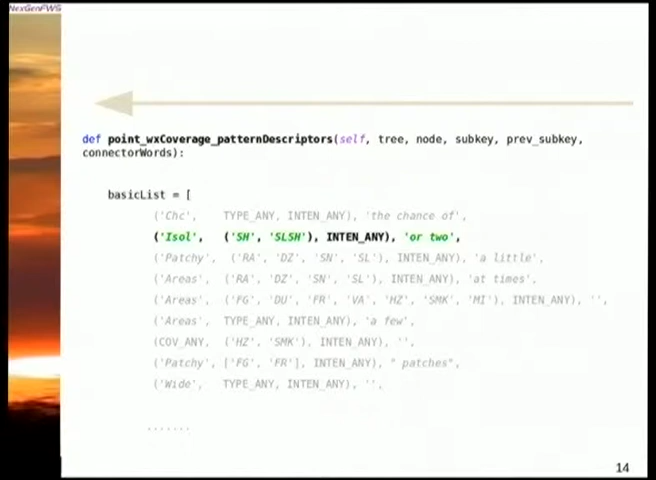 NexGenFWS
def point_wxCoverage_patternDescriptors(self, tree, node, subkey, prev_subkey,
connectorWords):
basicList = [
('Chc', TYPE_ANY, INTEN_ANY), 'the chance of',
('Isol', ('SH', 'SLSH'), INTEN_ANY), 'or two',
('Patchy', ('RA', 'DZ', 'SN', 'SL'), INTEN_ANY), 'a little',
('Areas', ('RA', 'DZ', 'SN', 'SL'), INTEN_ANY), 'at times',
('Areas', ('FG', 'DU', 'FR', 'VA', 'HZ', 'SMK', 'MI'), INTEN_ANY), '',
('Areas', TYPE_ANY, INTEN_ANY), 'a few',
(COV_ANY, ('HZ', 'SMK'), INTEN_ANY), '',
('Patchy', ['FG', 'FR'], INTEN_ANY), " patches",
('Wide', TYPE_ANY, INTEN_ANY), '',
.......
14